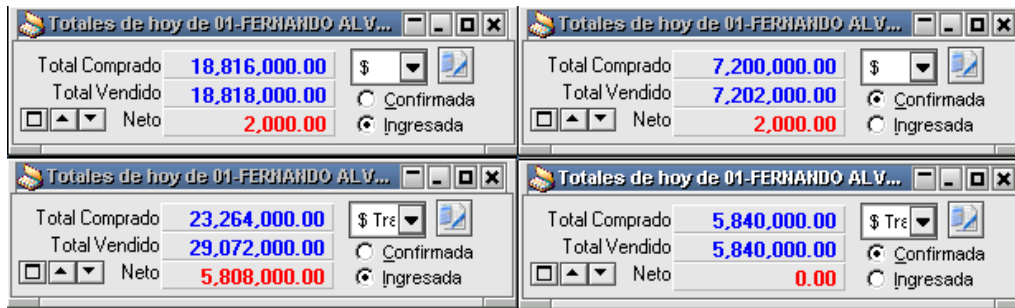 Totales de hoy de 01-FERNANDO ALV...
Total Comprado 18,816,000.00 $
Total Vendido 18,818,000.00 Confirmada
Neto 2,000.00 Ingresada
Totales de hoy de 01-FERNANDO ALV...
Total Comprado 7,200,000.00 $
Total Vendido 7,202,000.00 Confirmada
Neto 2,000.00 Ingresada
Totales de hoy de 01-FERNANDO ALV...
Total Comprado 23,264,000.00 $ Tra
Total Vendido 29,072,000.00 Confirmada
Neto 5,808,000.00 Ingresada
Totales de hoy de 01-FERNANDO ALV...
Total Comprado 5,840,000.00 $ Tra
Total Vendido 5,840,000.00 Confirmada
Neto 0.00 Ingresada